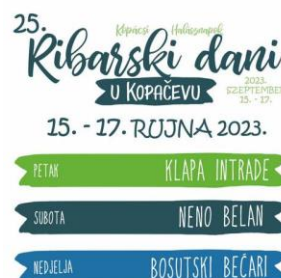 25.
Kopácsi Halásznapok
Ribarski dani
U KOPAČEVU
2023.
SZEPTEMBER
15. - 17.
15. - 17. RUJNA 2023.
PETAK KLAPA INTRADE
SUBOTA NENO BELAN
NEDJELJA BOSUTSKI BEĆARI